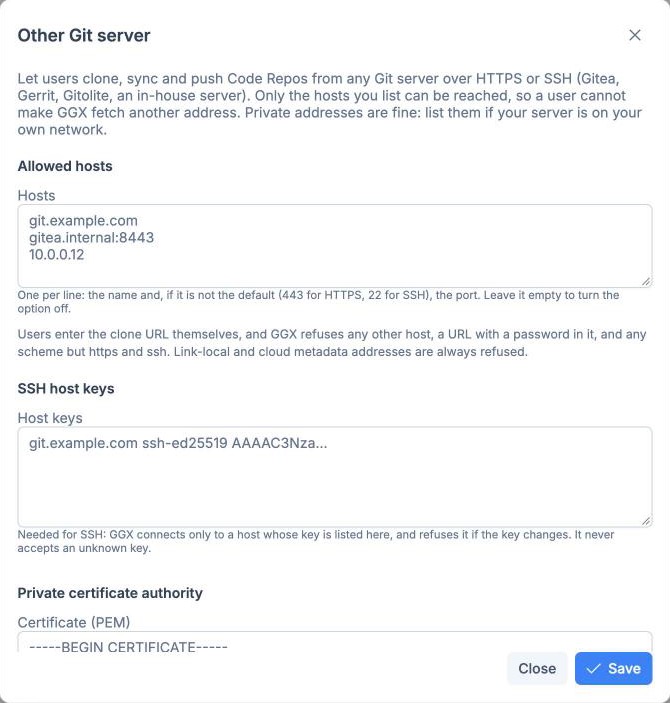 Other Git server
Let users clone, sync and push Code Repos from any Git server over HTTPS or SSH (Gitea,
Gerrit, Gitolite, an in-house server). Only the hosts you list can be reached, so a user cannot
make GGX fetch another address. Private addresses are fine: list them if your server is on your
own network.
Allowed hosts
Hosts
git.example.com
gitea.internal:8443
10.0.0.12
One per line: the name and, if it is not the default (443 for HTTPS, 22 for SSH), the port. Leave it empty to turn the
option off.
Users enter the clone URL themselves, and GGX refuses any other host, a URL with a password in it, and any
scheme but https and ssh. Link-local and cloud metadata addresses are always refused.
SSH host keys
Host keys
git.example.com ssh-ed25519 AAAAC3Nza...
Needed for SSH: GGX connects only to a host whose key is listed here, and refuses it if the key changes. It never
accepts an unknown key.
Private certificate authority
Certificate (PEM)
-----BEGIN CERTIFICATE-----
Close
Save